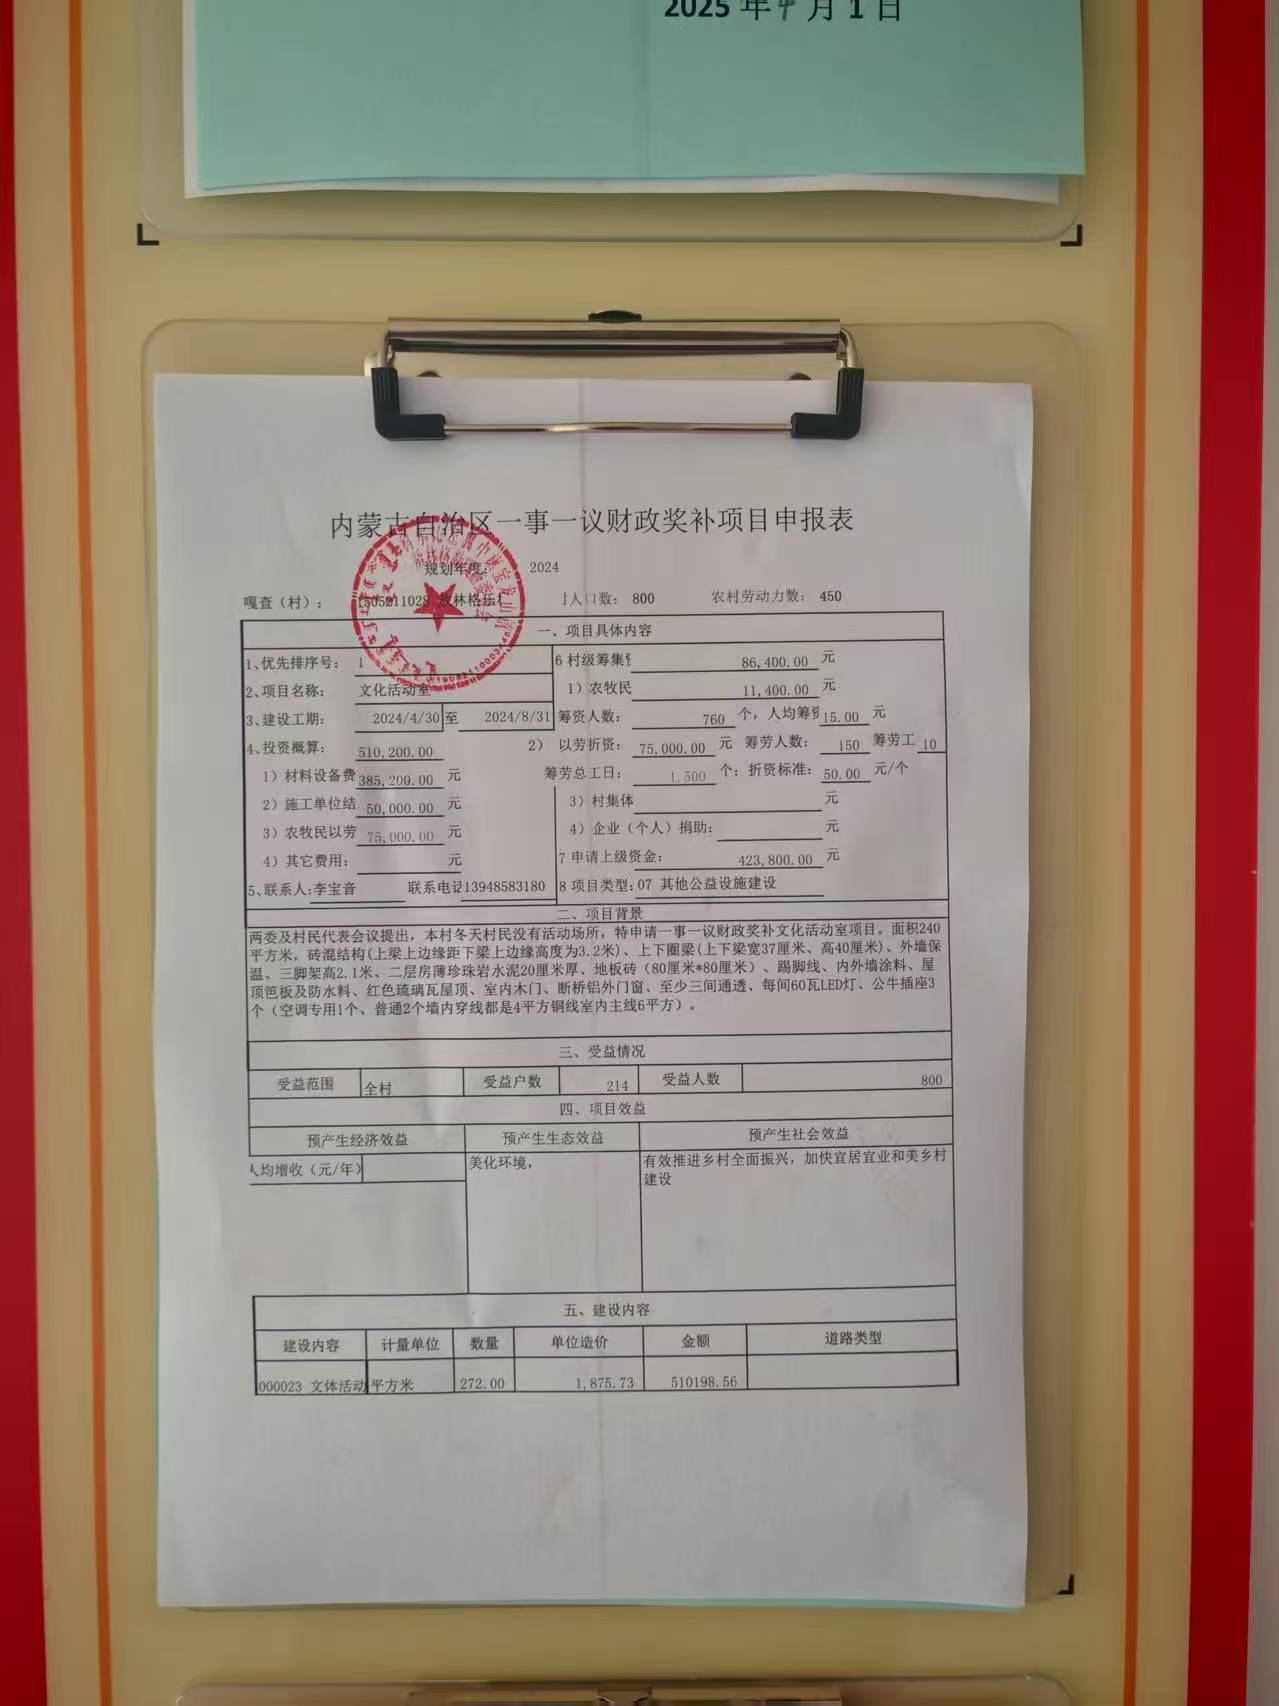 2025 年 4 月 1 日
内蒙古自治区一事一议财政奖补项目申报表
规划年度: 2024
嘎查（村）: 人口数: 800 农村劳动力数: 450
一、项目具体内容
1、优先排序号: 1 6 村级筹集 86,400.00 元
2、项目名称: 文化活动室 1）农牧民 11,400.00 元
3、建设工期: 2024/4/30 至 2024/8/31 筹资人数: 760 个，人均筹资 15.00 元
4、投资概算: 510,200.00 2） 以劳折资: 75,000.00 元 筹劳人数: 150 筹劳工 10
1）材料设备费 385,200.00 元 筹劳总工日: 1,500 个；折资标准: 50.00 元/个
2）施工单位结 50,000.00 元 3）村集体 元
3）农牧民以劳 75,000.00 元 4）企业（个人）捐助: 元
4）其它费用: 元 7 申请上级资金: 423,800.00 元
5、联系人:李宝音 联系电话13948583180 8 项目类型:07 其他公益设施建设
二、项目背景
两委及村民代表会议提出，本村冬天村民没有活动场所，特申请一事一议财政奖补文化活动室项目。面积240
平方米，砖混结构(上梁上边缘距下梁上边缘高度为3.2米)、上下圈梁(上下梁宽37厘米、高40厘米)、外墙保
温、三脚架高2.1米、二层房薄珍珠岩水泥20厘米厚、地板砖（80厘米*80厘米）、踢脚线、内外墙涂料、屋
顶笆板及防水料、红色琉璃瓦屋顶、室内木门、断桥铝外门窗、至少三间通透、每间60瓦LED灯、公牛插座3
个（空调专用1个、普通2个墙内穿线都是4平方铜线室内主线6平方）。
三、受益情况
受益范围 全村 受益户数 214 受益人数 800
四、项目效益
预产生经济效益 预产生生态效益 预产生社会效益
人均增收（元/年） 美化环境， 有效推进乡村全面振兴，加快宜居宜业和美乡村
建设
五、建设内容
建设内容 计量单位 数量 单位造价 金额 道路类型
000023 文体活动 平方米 272.00 1,875.73 510198.56